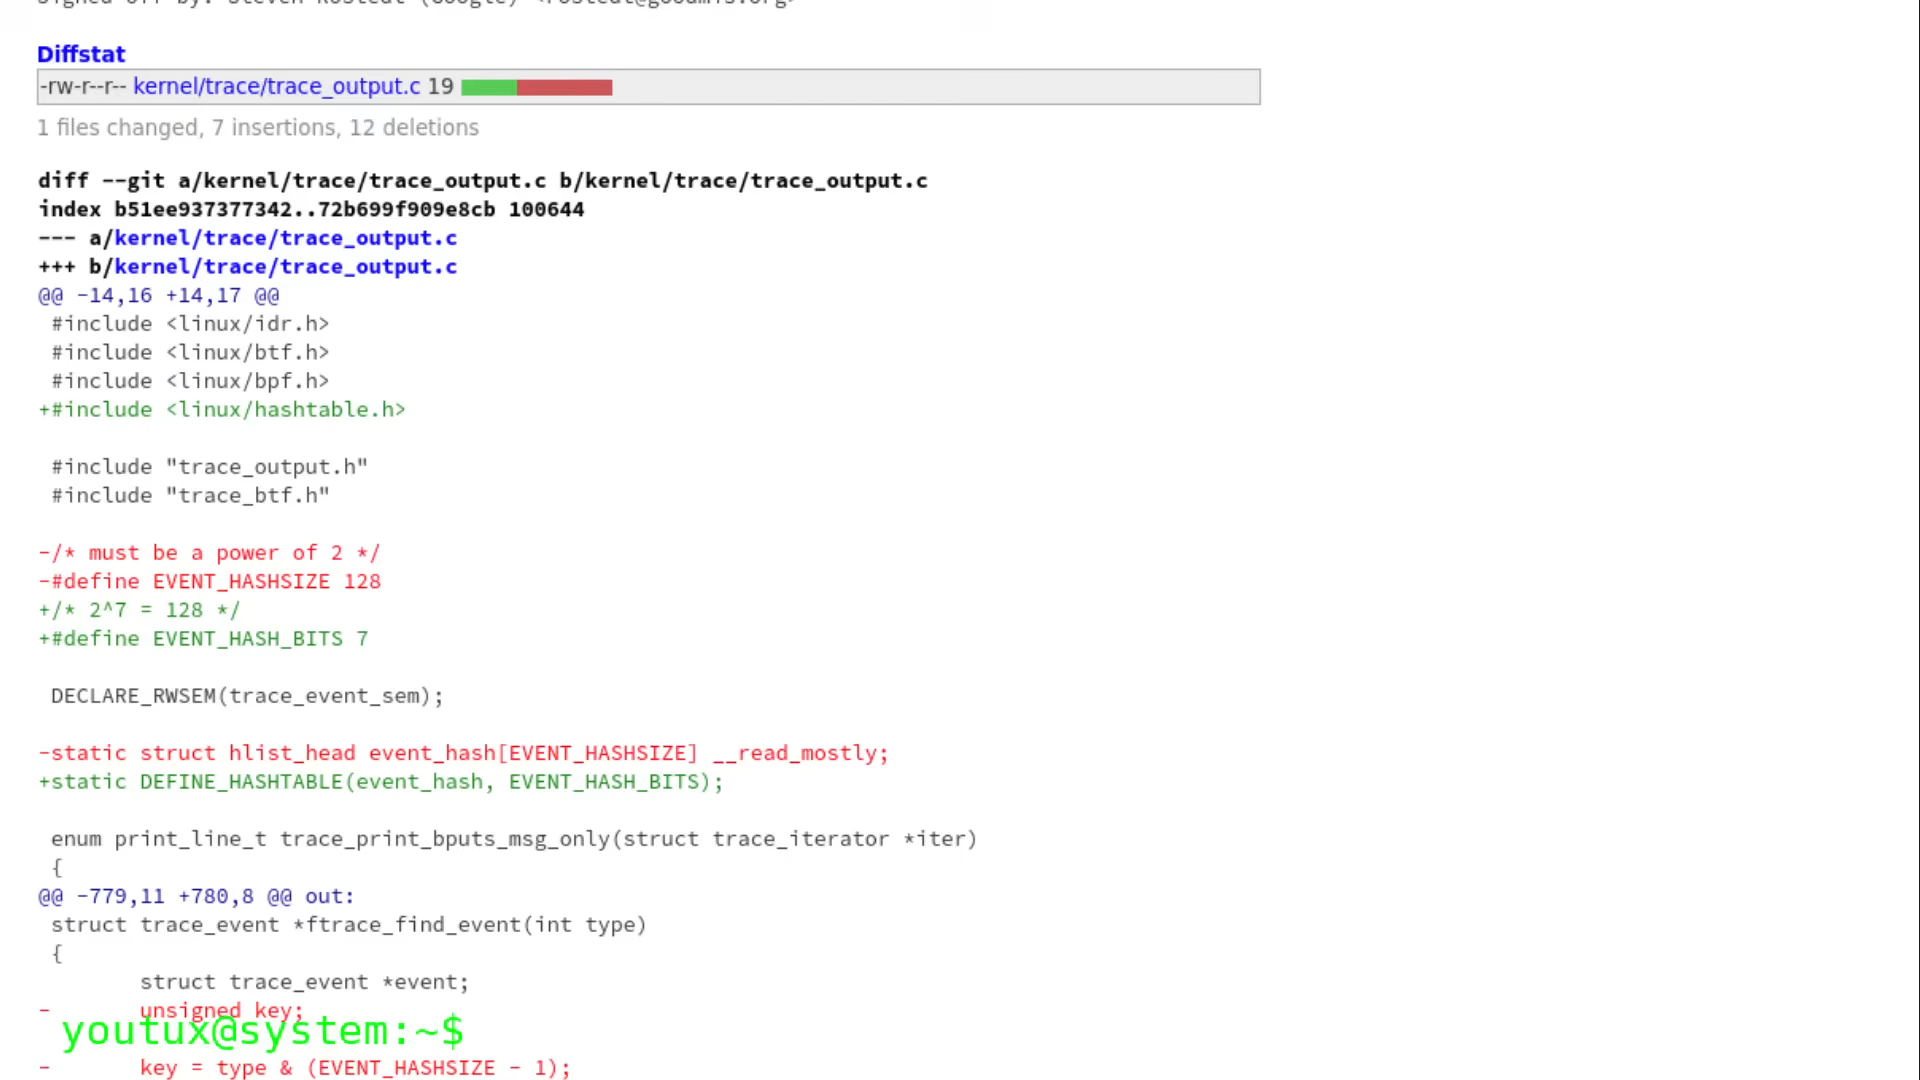 Diffstat
-rw-r--r-- kernel/trace/trace_output.c 19
1 files changed, 7 insertions, 12 deletions
diff --git a/kernel/trace/trace_output.c b/kernel/trace/trace_output.c
index b51ee937377342..72b699f909e8cb 100644
--- a/kernel/trace/trace_output.c
+++ b/kernel/trace/trace_output.c
@@ -14,16 +14,17 @@
 #include <linux/idr.h>
 #include <linux/btf.h>
 #include <linux/bpf.h>
+#include <linux/hashtable.h>
 #include "trace_output.h"
 #include "trace_btf.h"
-/* must be a power of 2 */
-#define EVENT_HASHSIZE 128
+/* 2^7 = 128 */
+#define EVENT_HASH_BITS 7
 DECLARE_RWSEM(trace_event_sem);
-static struct hlist_head event_hash[EVENT_HASHSIZE] __read_mostly;
+static DEFINE_HASHTABLE(event_hash, EVENT_HASH_BITS);
 enum print_line_t trace_print_bputs_msg_only(struct trace_iterator *iter)
 {
@@ -779,11 +780,8 @@ out:
 struct trace_event *ftrace_find_event(int type)
 {
        struct trace_event *event;
-       unsigned key;
youtux@system:~$
-       key = type & (EVENT_HASHSIZE - 1);